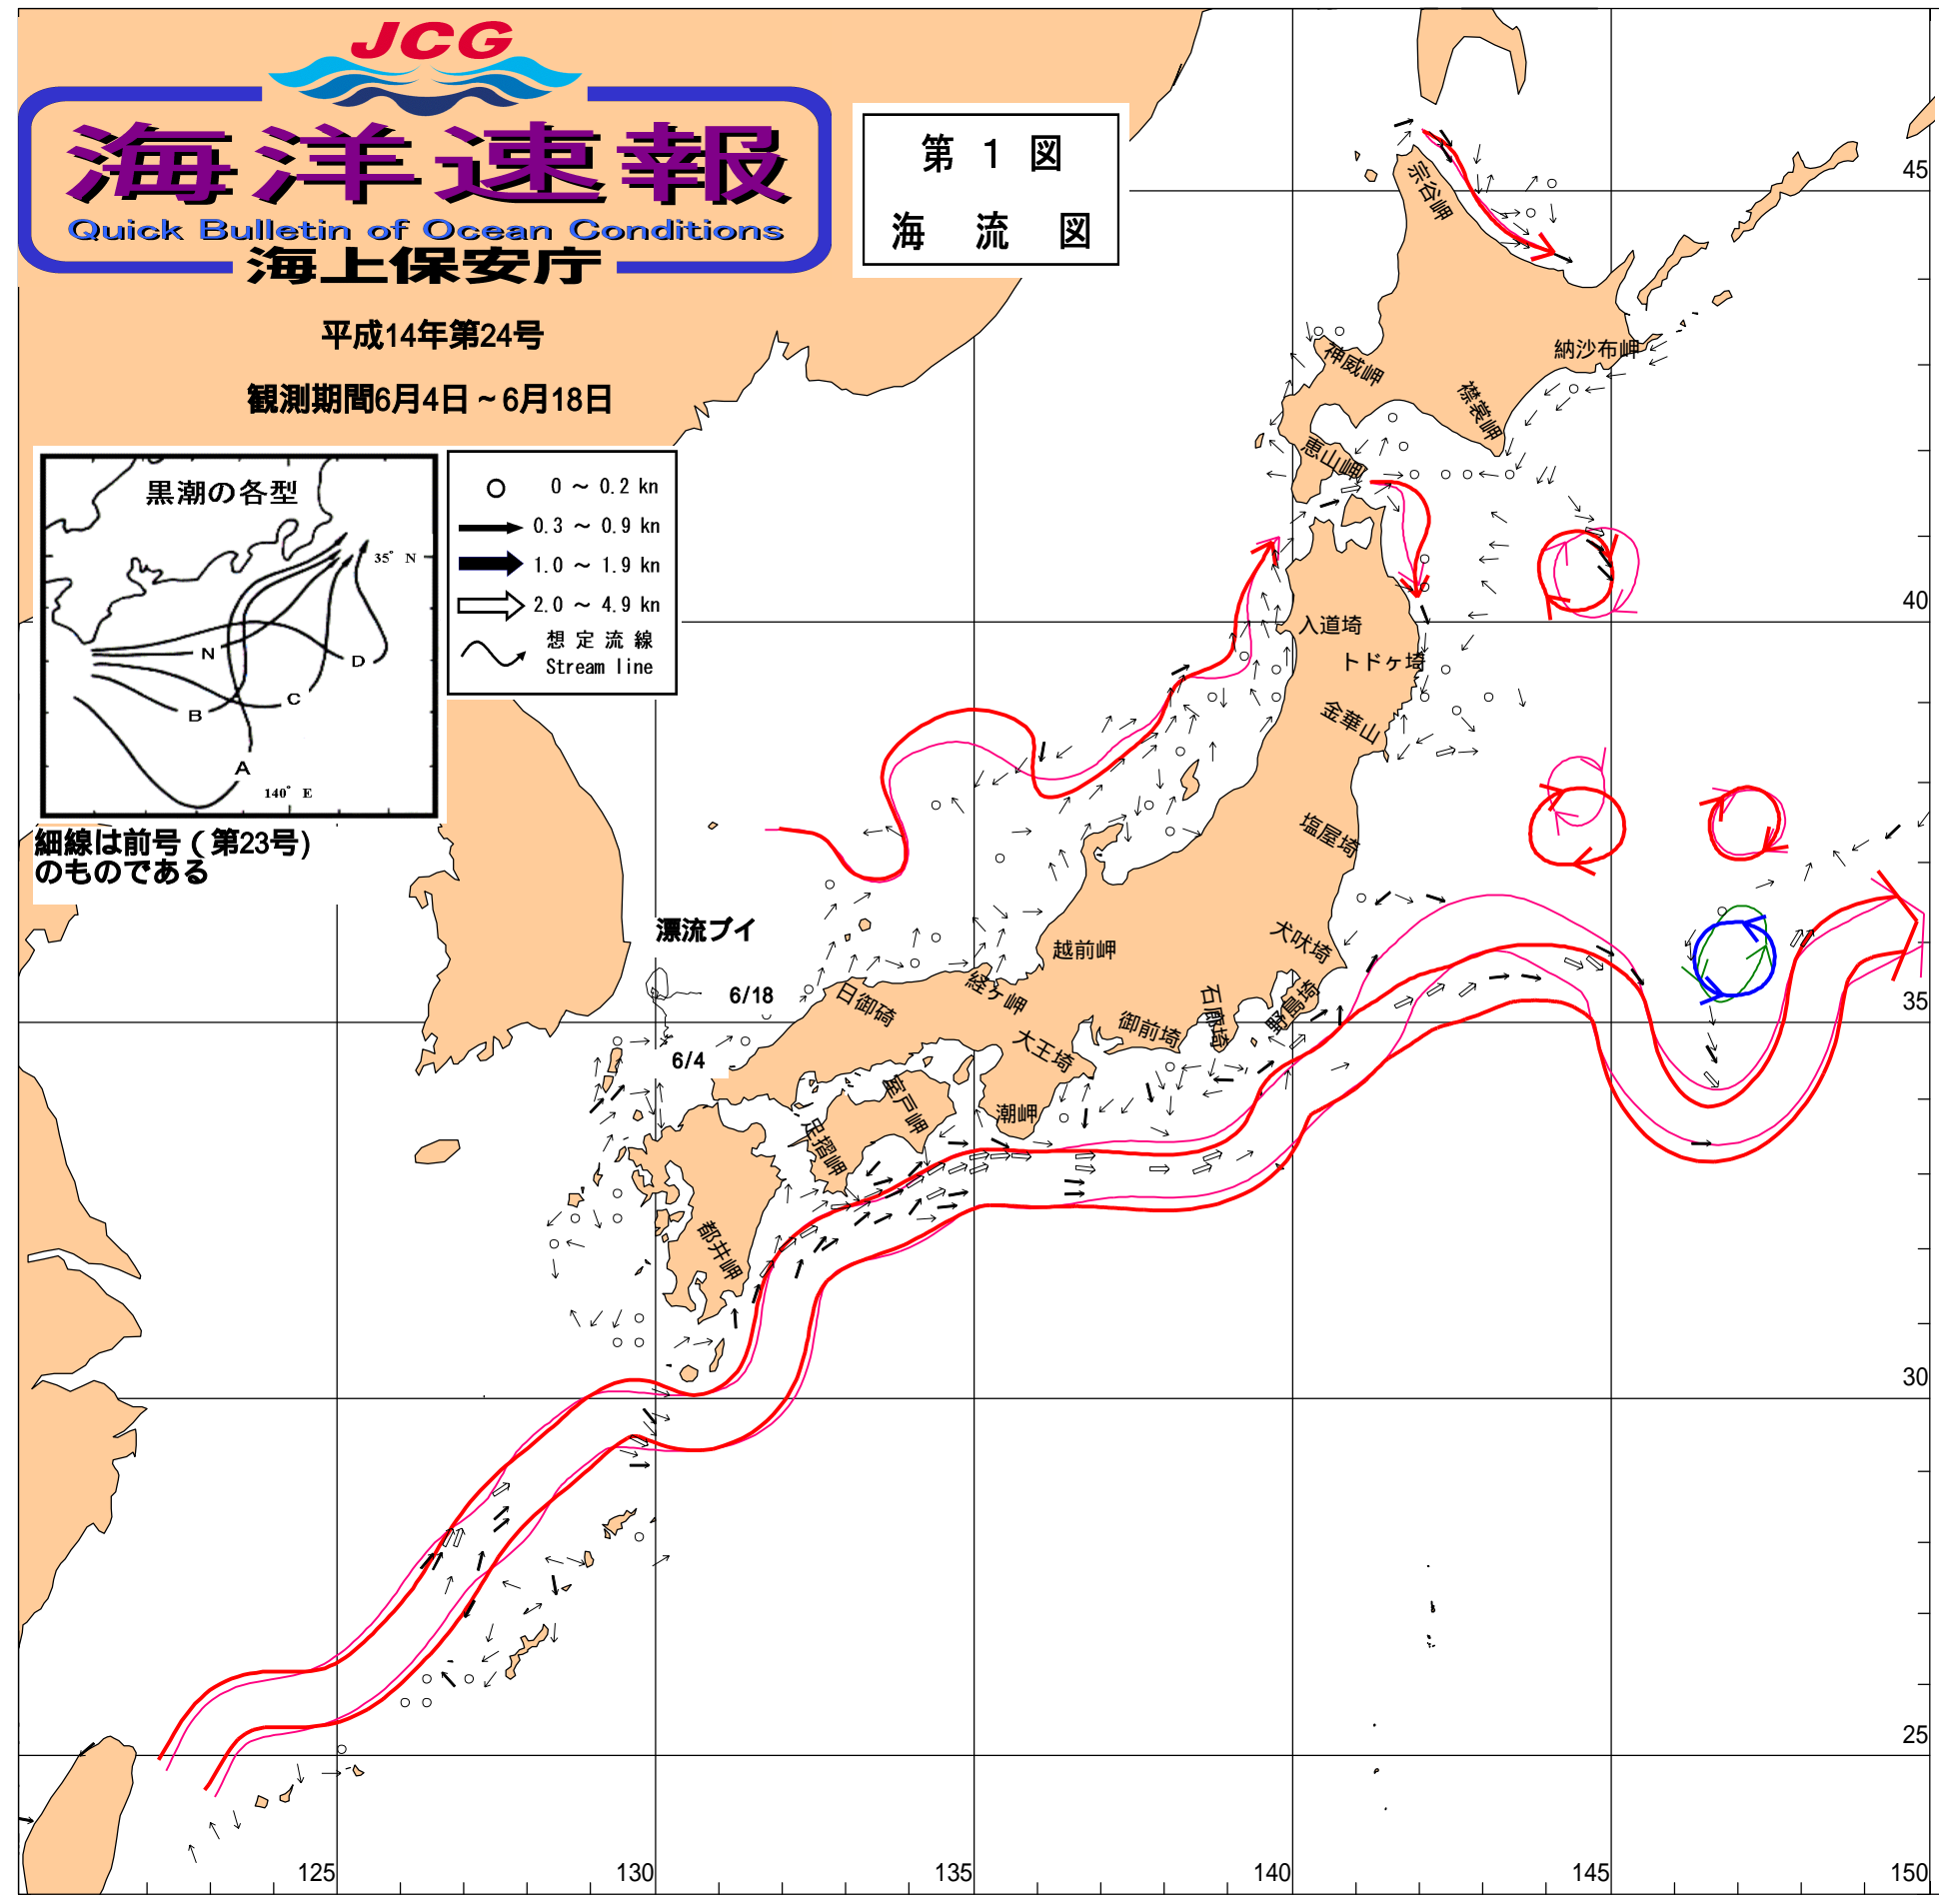 JCG
海洋速報
Quick Bulletin of Ocean Conditions
海上保安庁
平成14年第24号
観測期間6月4日～6月18日
第 1 図
海 流 図
黒潮の各型
35° N
N
D
B
C
A
140° E
0 ～ 0.2 kn
0.3 ～ 0.9 kn
1.0 ～ 1.9 kn
2.0 ～ 4.9 kn
想 定 流 線
Stream line
細線は前号（第23号)
のものである
宗谷岬
納沙布岬
神威岬
襟裳岬
恵山岬
入道埼
トドヶ埼
金華山
塩屋埼
犬吠埼
漂流ブイ
越前岬
経ヶ岬
日御碕
6/18
6/4
石廊埼
野島埼
御前埼
大王埼
室戸岬
潮岬
足摺岬
都井岬
45
40
35
30
25
125
130
135
140
145
150